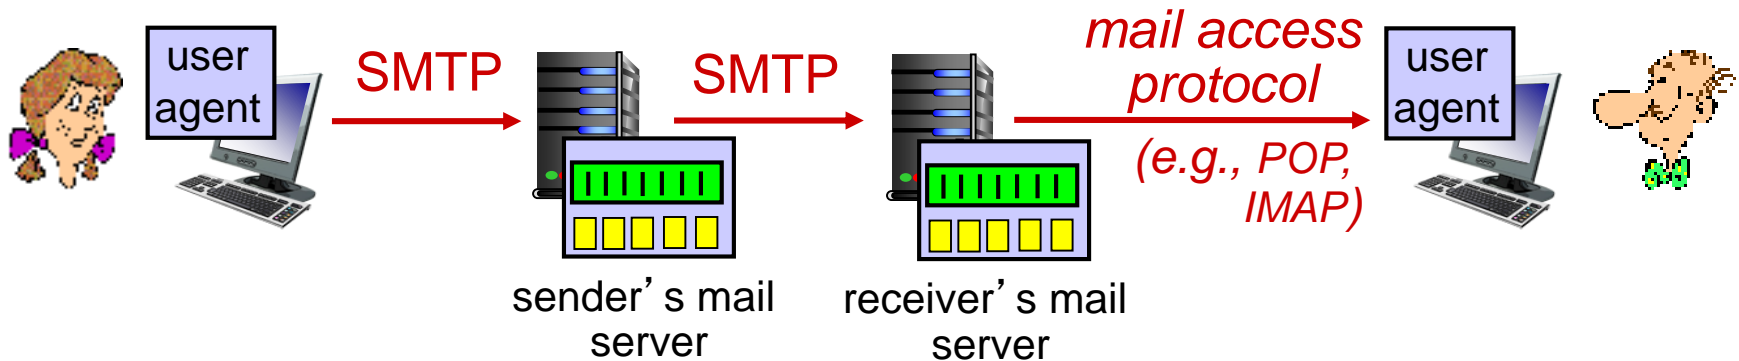 user
agent
SMTP
SMTP
mail access
protocol
(e.g., POP,
IMAP)
user
agent
sender’s mail
server
receiver’s mail
server